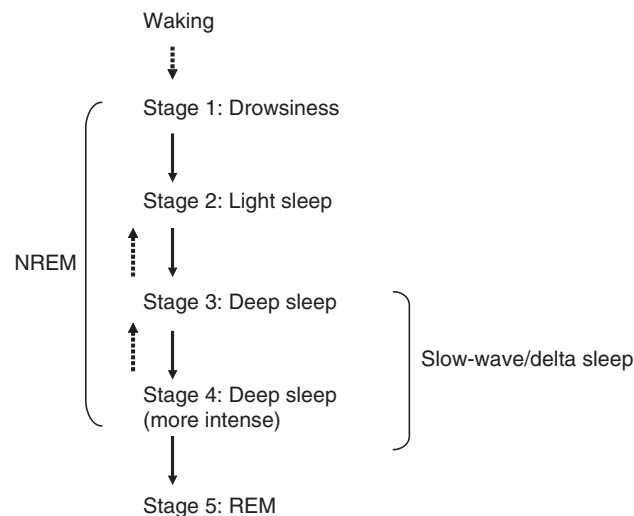 Waking
Stage 1: Drowsiness
Stage 2: Light sleep
NREM
Stage 3: Deep sleep
Slow-wave/delta sleep
Stage 4: Deep sleep
(more intense)
Stage 5: REM